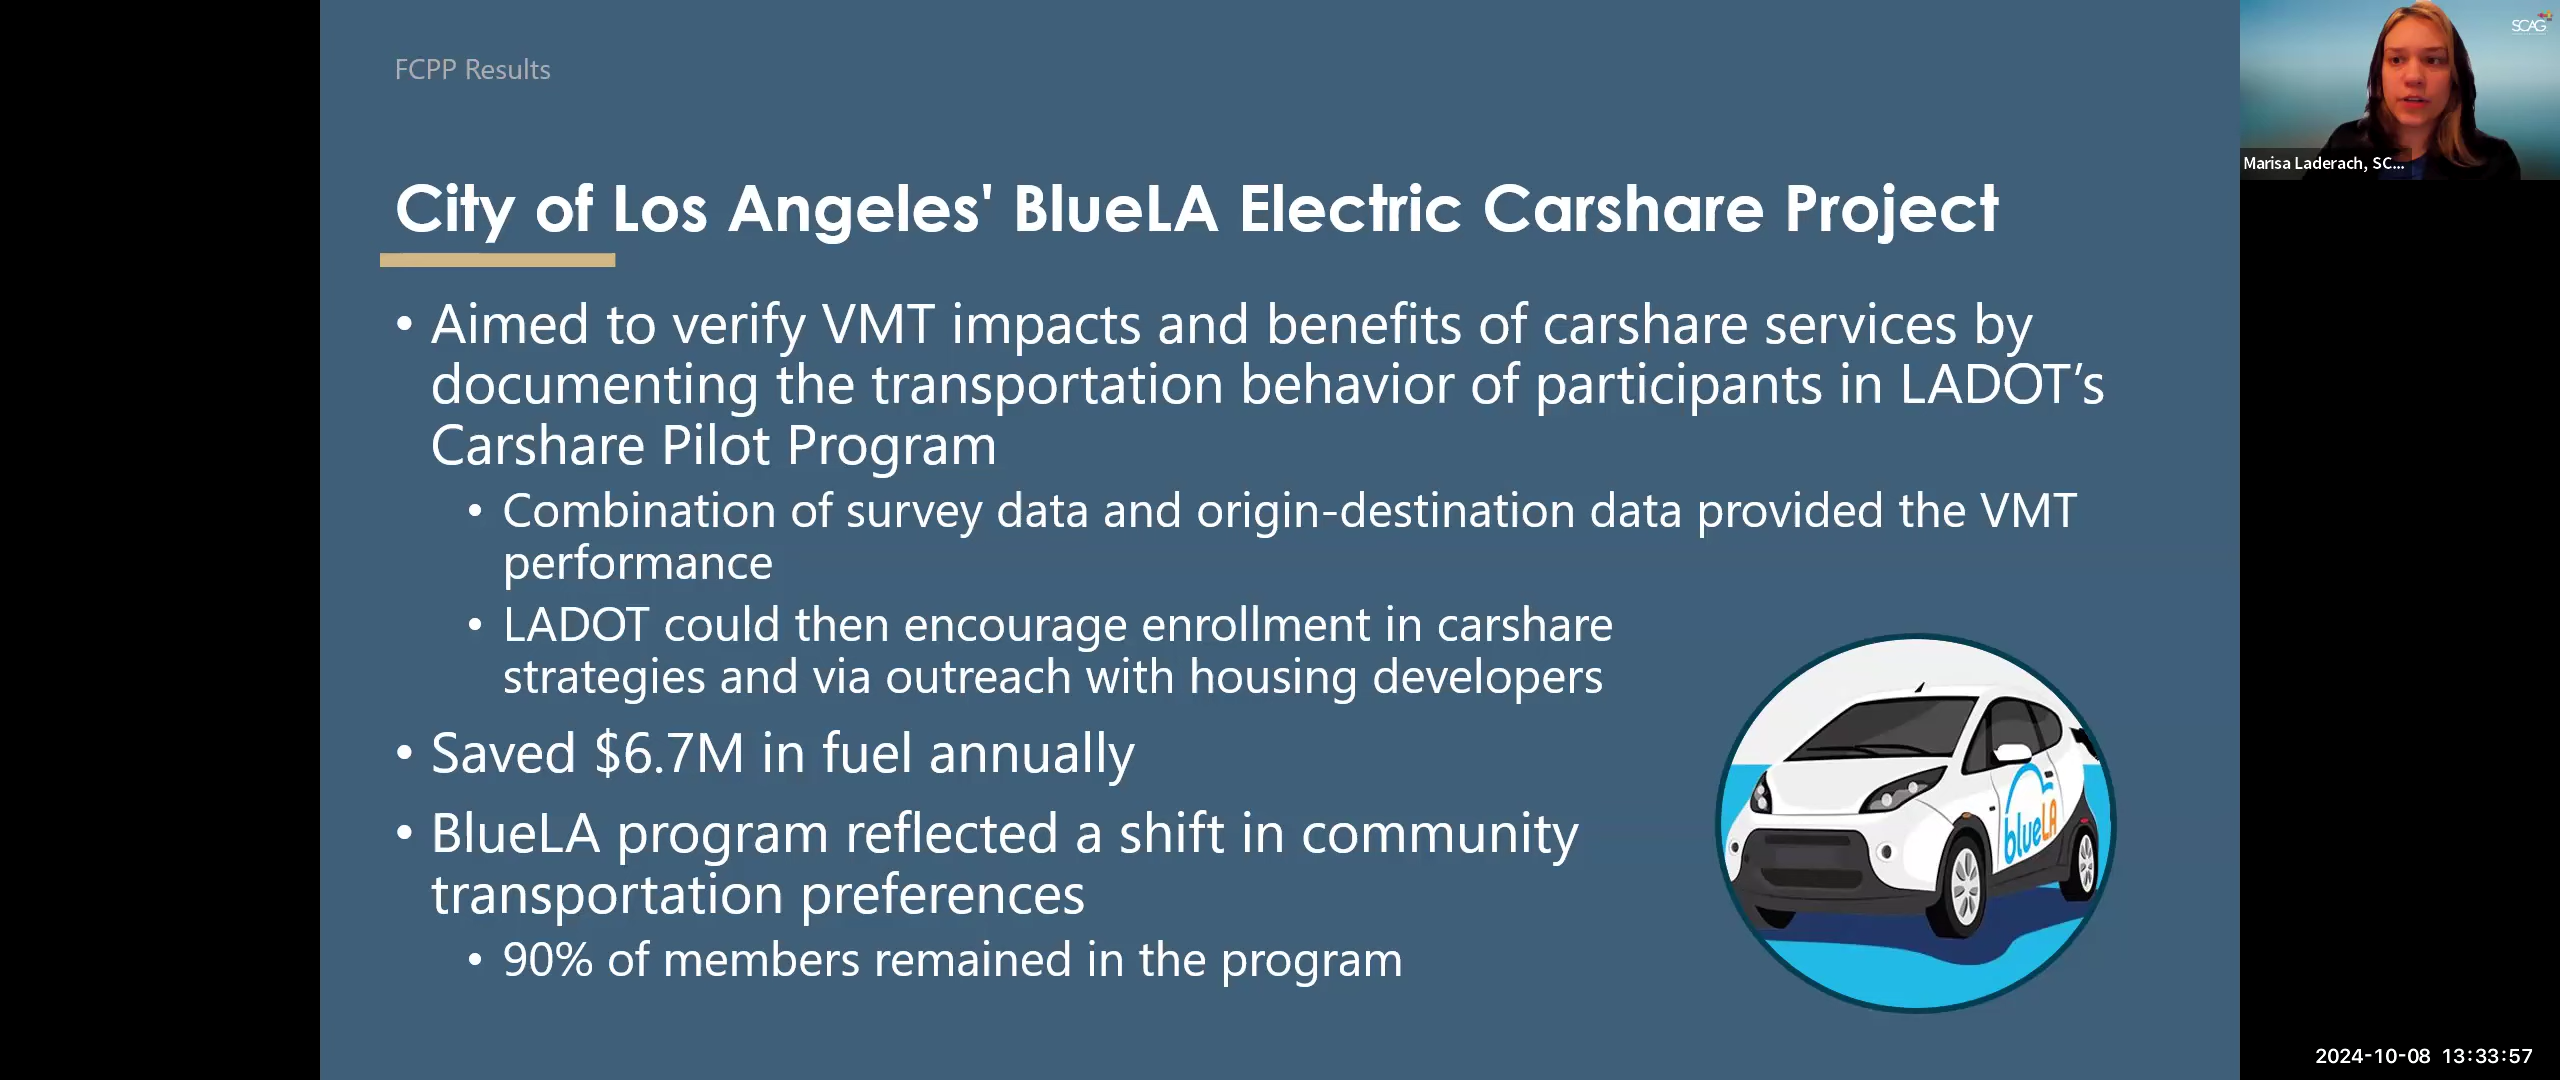 FCPP Results
SCAG
Marisa Laderach, SC...
City of Los Angeles' BlueLA Electric Carshare Project
• Aimed to verify VMT impacts and benefits of carshare services by
documenting the transportation behavior of participants in LADOT’s
Carshare Pilot Program
• Combination of survey data and origin-destination data provided the VMT
performance
• LADOT could then encourage enrollment in carshare
strategies and via outreach with housing developers
• Saved $6.7M in fuel annually
• BlueLA program reflected a shift in community
transportation preferences
• 90% of members remained in the program
blueLA
2024-10-08 13:33:57